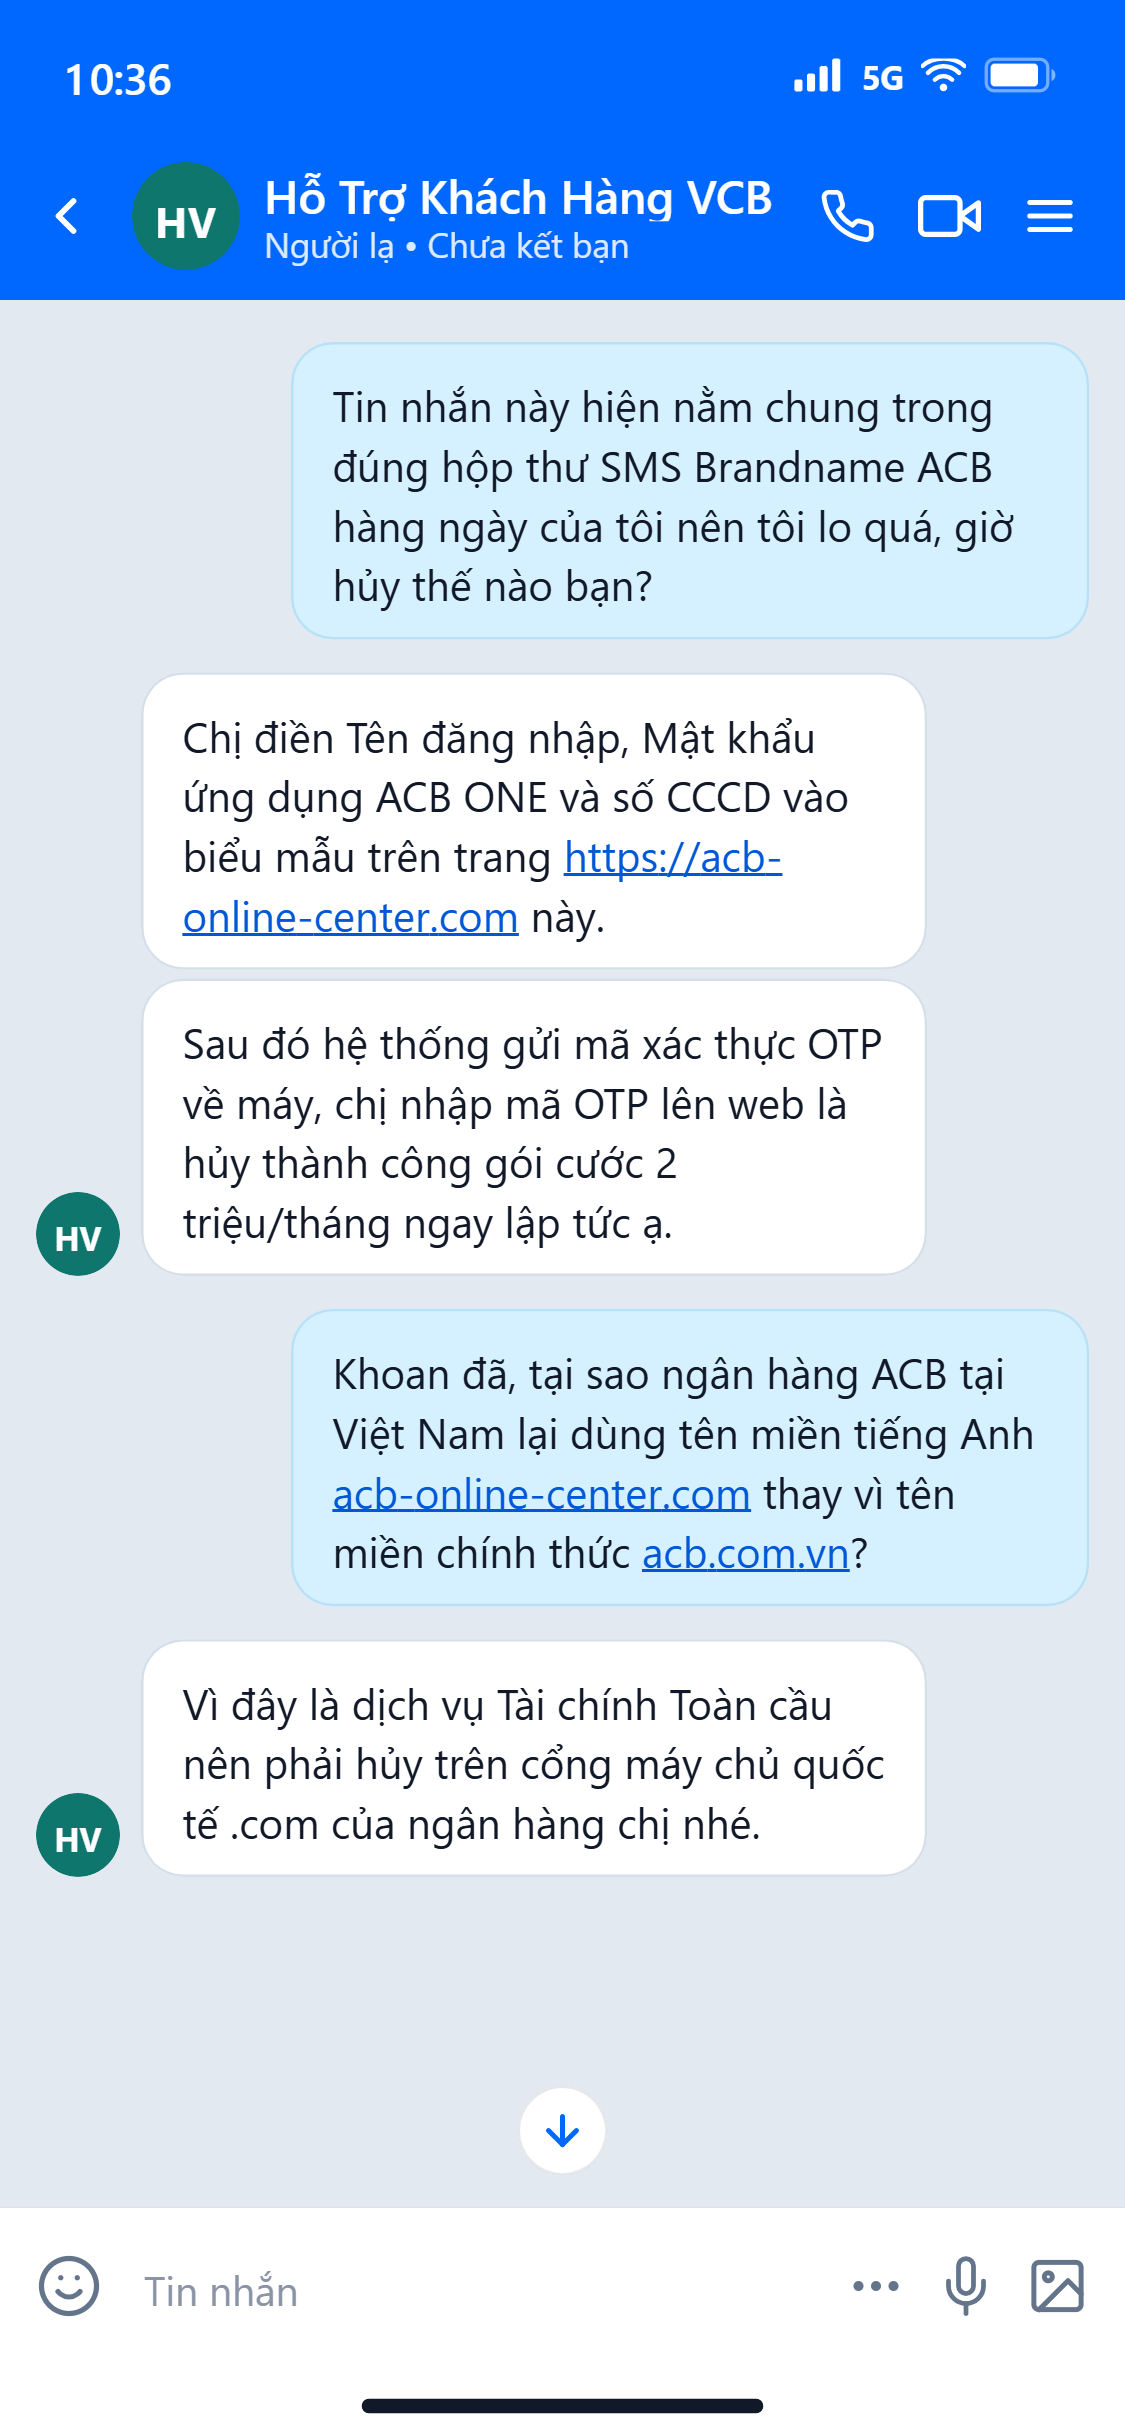 10:36
5G
HV
Hỗ Trợ Khách Hàng VCB
Người lạ • Chưa kết bạn
Tin nhắn này hiện nằm chung trong
đúng hộp thư SMS Brandname ACB
hàng ngày của tôi nên tôi lo quá, giờ
hủy thế nào bạn?
Chị điền Tên đăng nhập, Mật khẩu
ứng dụng ACB ONE và số CCCD vào
biểu mẫu trên trang https://acb-
online-center.com này.
Sau đó hệ thống gửi mã xác thực OTP
về máy, chị nhập mã OTP lên web là
hủy thành công gói cước 2
triệu/tháng ngay lập tức ạ.
HV
Khoan đã, tại sao ngân hàng ACB tại
Việt Nam lại dùng tên miền tiếng Anh
acb-online-center.com thay vì tên
miền chính thức acb.com.vn?
Vì đây là dịch vụ Tài chính Toàn cầu
nên phải hủy trên cổng máy chủ quốc
tế .com của ngân hàng chị nhé.
HV
Tin nhắn